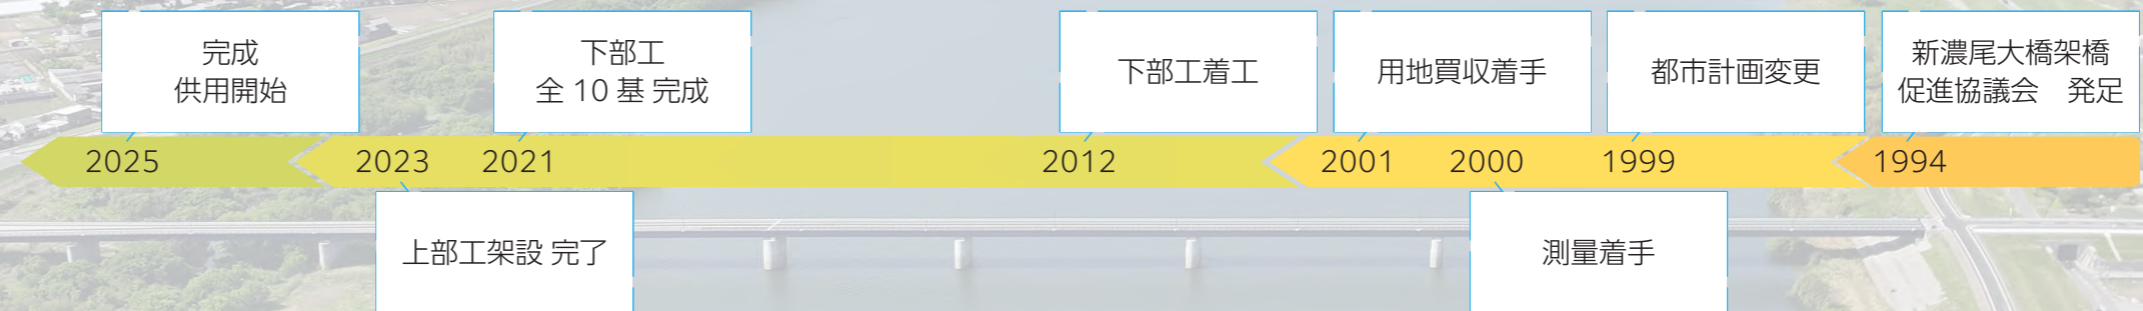 完成
供用開始
下部工
全 10 基 完成
下部工着工
用地買収着手
都市計画変更
新濃尾大橋架橋
促進協議会　発足
2025
2023
2021
2012
2001
2000
1999
1994
上部工架設 完了
測量着手